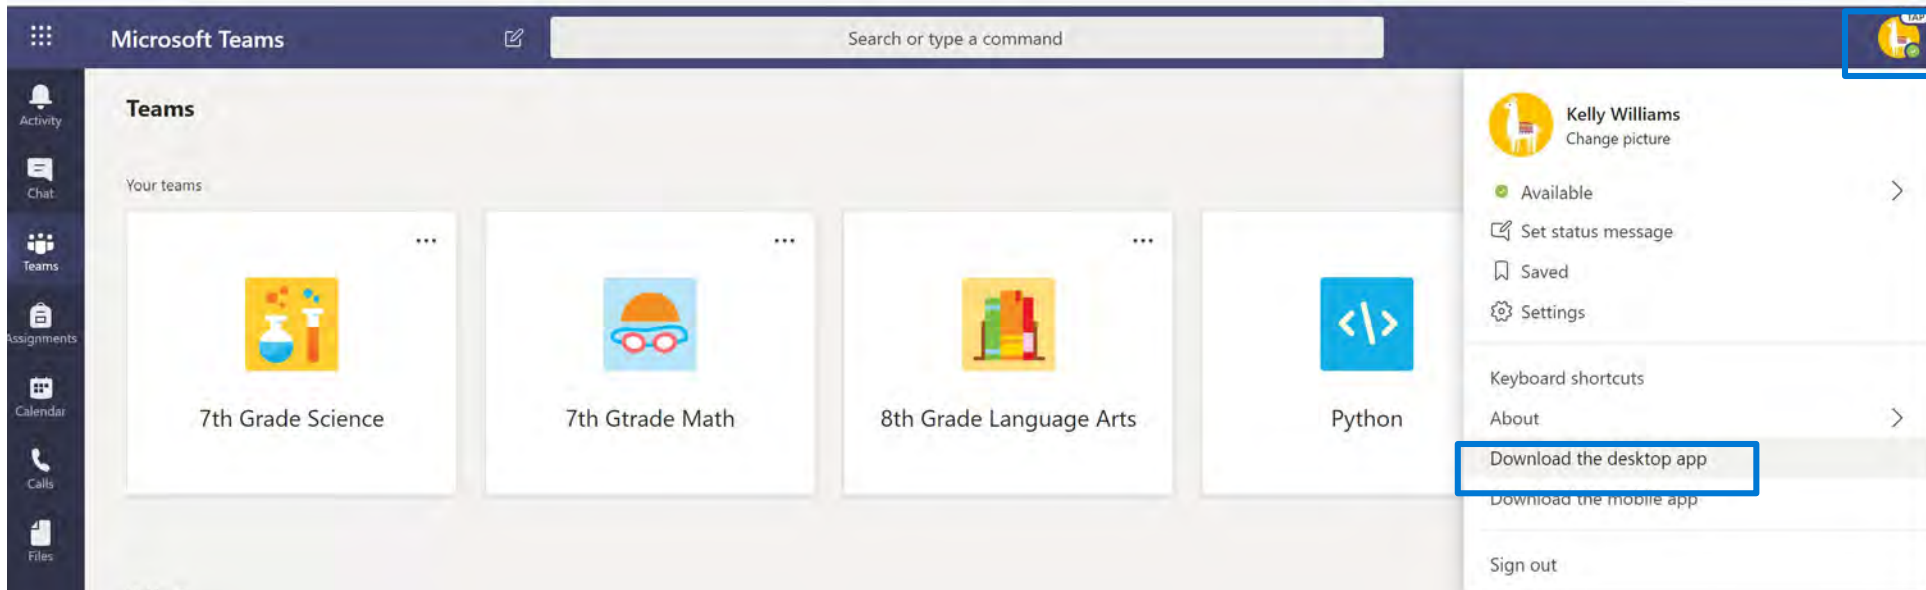 Microsoft Teams
Search or type a command
TAP
Activity
Chat
Teams
Assignments
Calendar
Calls
Files
Teams
Your teams
7th Grade Science
7th Gtrade Math
8th Grade Language Arts
Python
Kelly Williams
Change picture
Available
Set status message
Saved
Settings
Keyboard shortcuts
About
Download the desktop app
Download the mobile app
Sign out